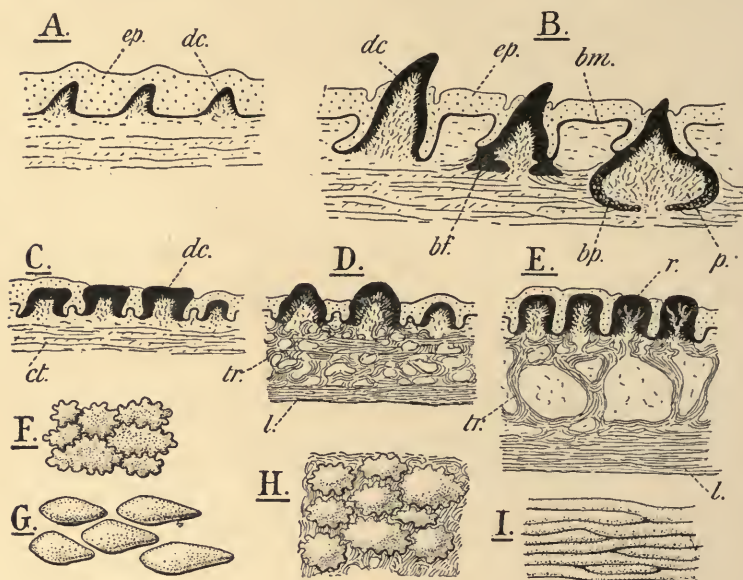 A.
ep.
dc.
B.
dc
ep.
bm.
bf.
bp.
p.
C.
dc.
ct.
D.
tr.
l.
E.
r.
tr.
l.
F.
G.
H.
I.